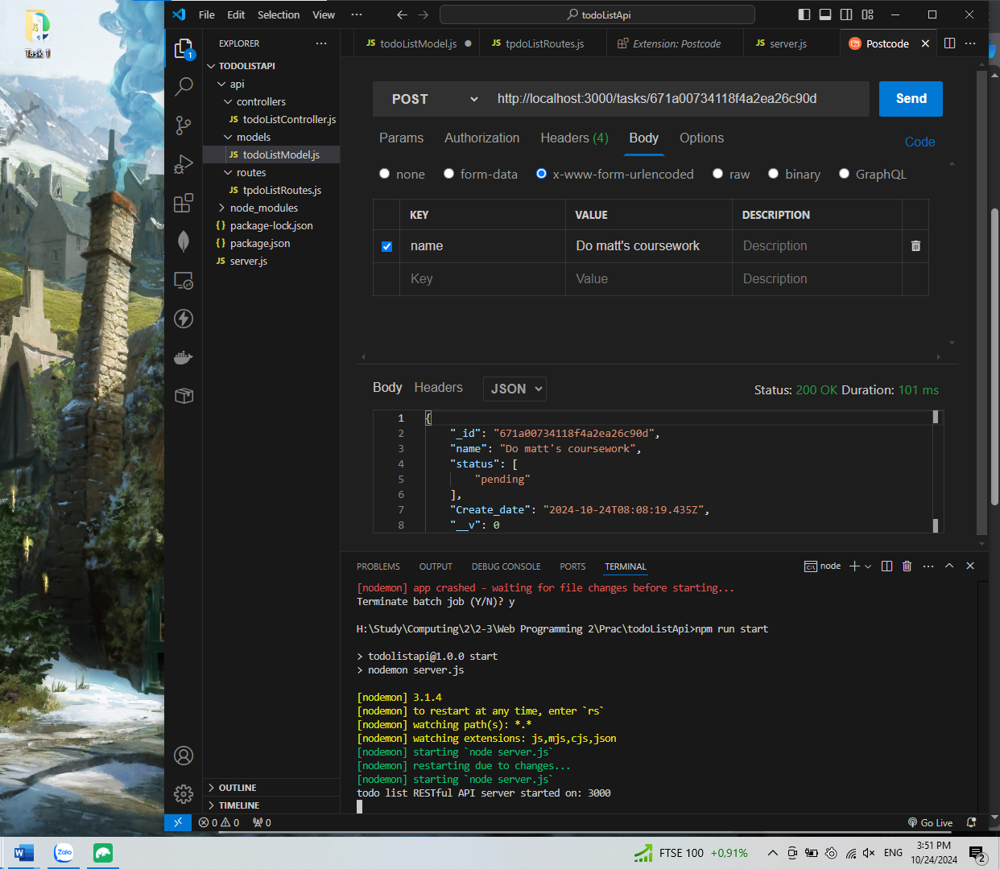 Task 1
File Edit Selection View ···
todoListApi
EXPLORER ···
TODOLISTAPI
api
controllers
JS todoListController.js
models
JS todoListModel.js
routes
JS tpdoListRoutes.js
node_modules
{} package-lock.json
{} package.json
JS server.js
OUTLINE
TIMELINE
1
JS todoListModel.js
JS tpdoListRoutes.js
Extension: Postcode
JS server.js
Postcode
POST
http://localhost:3000/tasks/671a00734118f4a2ea26c90d
Send
Params Authorization Headers (4) Body Options
Code
none form-data x-www-form-urlencoded raw binary GraphQL
KEY VALUE DESCRIPTION
name Do matt's coursework Description
Key Value Description
Body Headers JSON
Status: 200 OK Duration: 101 ms
1 {
2 "_id": "671a00734118f4a2ea26c90d",
3 "name": "Do matt's coursework",
4 "status": [
5 "pending"
6 ],
7 "Create_date": "2024-10-24T08:08:19.435Z",
8 "__v": 0
PROBLEMS OUTPUT DEBUG CONSOLE PORTS TERMINAL
node
[nodemon] app crashed - waiting for file changes before starting...
Terminate batch job (Y/N)? y
H:\Study\Computing\2\2-3\Web Programming 2\Prac\todoListApi>npm run start
> todolistapi@1.0.0 start
> nodemon server.js
[nodemon] 3.1.4
[nodemon] to restart at any time, enter `rs`
[nodemon] watching path(s): *.*
[nodemon] watching extensions: js,mjs,cjs,json
[nodemon] starting `node server.js`
[nodemon] restarting due to changes...
[nodemon] starting `node server.js`
todo list RESTful API server started on: 3000
0 0 0
Go Live
W
Zalo
FTSE 100 +0,91%
ENG
3:51 PM
10/24/2024
2